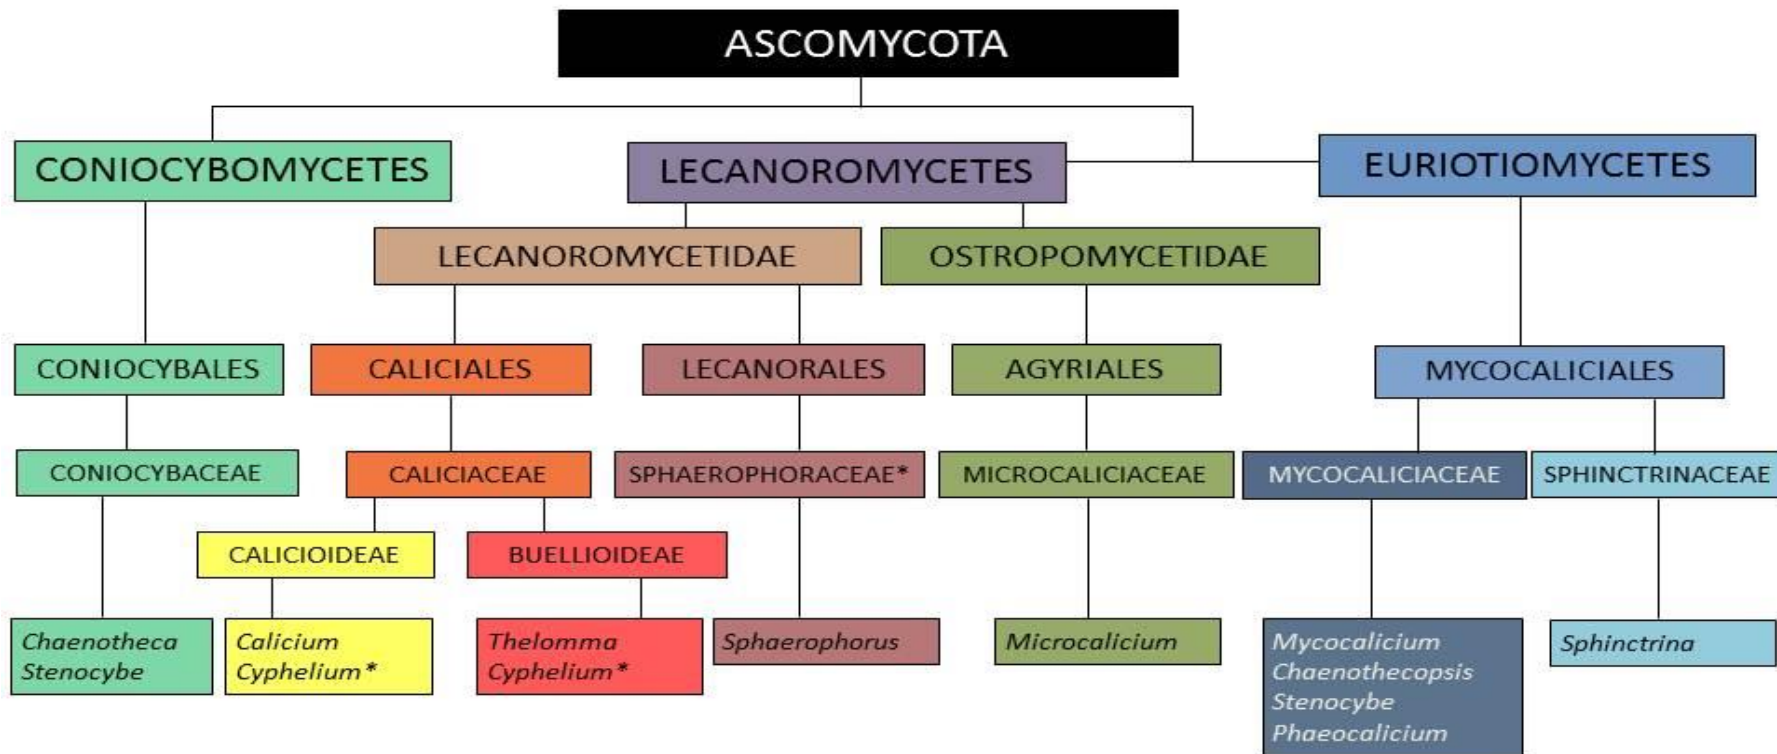 ASCOMYCOTA
CONIOCYBOMYCETES
LECANOROMYCETES
EURIOTIOMYCETES
LECANOROMYCETIDAE
OSTROPOMYCETIDAE
CONIOCYBALES
CALICIALES
LECANORALES
AGYRIALES
MYCOCALICIALES
CONIOCYBACEAE
CALICIACEAE
SPHAEROPHORACEAE*
MICROCALICIACEAE
MYCOCALICIACEAE
SPHINCTRINACEAE
CALICIOIDEAE
BUELLIOIDEAE
Chaenotheca
Stenocybe
Calicium
Cyphelium*
Thelomma
Cyphelium*
Sphaerophorus
Microcalicium
Mycocalicium
Chaenothecopsis
Stenocybe
Phaeocalicium
Sphinctrina